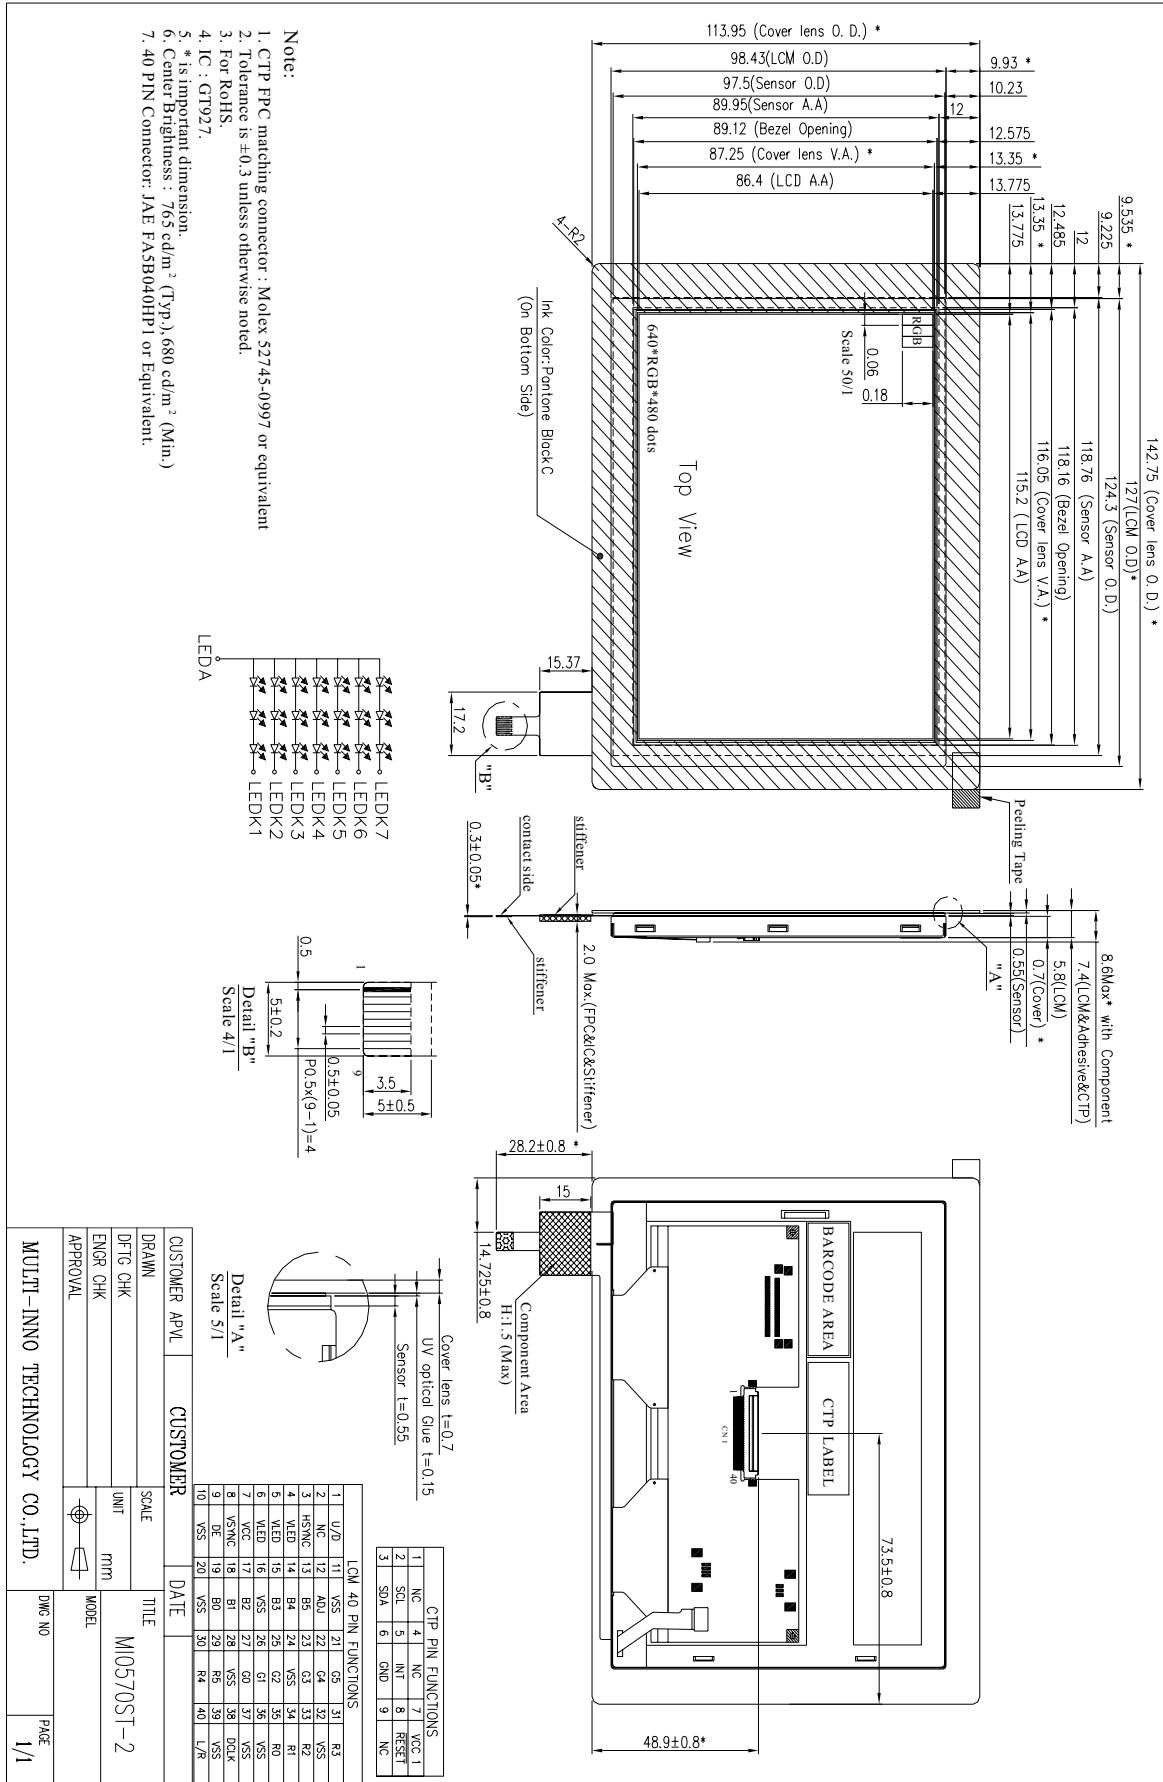 142.75 (Cover lens O.D.) *
127(LCM O.D)*
124.3 (Sensor O.D.)
118.76 (Sensor A.A)
118.16 (Bezel Opening)
116.05 (Cover lens V.A.) *
115.2 ( LCD A.A)
9.535 *
9.225
12
12.485
13.35 *
13.775
113.95 (Cover lens O. D.) *
98.43(LCM O.D)
97.5(Sensor O.D)
89.95(Sensor A.A)
89.12 (Bezel Opening)
87.25 (Cover lens V.A.) *
86.4 (LCD A.A)
9.93 *
10.23
12
12.575
13.35 *
13.775
4-R2
RGB
0.06
0.18
Scale 50/1
640*RGB*480 dots
Top View
Ink Color:Pantone Black C
(On Bottom Side)
15.37
17.2
"B"
Peeling Tape
8.6Max* with Component
7.4(LCM&Adhesive&CTP)
5.8(LCM)
0.7(Cover) *
0.55(Sensor)
"A"
stiffener
contact side
0.3±0.05*
stiffener
2.0 Max.(FPC&IC&Stiffener)
BARCODE AREA
CTP LABEL
73.5±0.8
48.9±0.8*
1
CN1
40
28.2±0.8 *
15
14.725±0.8
Component Area
H:1.5 (Max)
Note:
1. CTP FPC matching connector : Molex 52745-0997 or equivalent
2. Tolerance is ±0.3 unless otherwise noted.
3. For RoHS.
4. IC : GT927.
5. * is important dimension.
6. Center Brightness : 765 cd/m² (Typ.),680 cd/m² (Min.)
7. 40 PIN Connector: JAE FA5B040HP1 or Equivalent.
LEDA
LEDK7
LEDK6
LEDK5
LEDK4
LEDK3
LEDK2
LEDK1
1
9
3.5
5±0.5
0.5
0.5±0.05
P0.5x(9-1)=4
5±0.2
Detail "B"
Scale 4/1
Cover lens t=0.7
UV optical Glue t=0.15
Sensor t=0.55
Detail "A"
Scale 5/1
CTP PIN FUNCTIONS
1 NC 4 NC 7 VCC 1
2 SCL 5 INT 8 RESET
3 SDA 6 GND 9 NC
LCM 40 PIN FUNCTIONS
1 U/D 11 VSS 21 G5 31 R3
2 NC 12 ADJ 22 G4 32 VSS
3 HSYNC 13 B5 23 G3 33 R2
4 VLED 14 B4 24 VSS 34 R1
5 VLED 15 B3 25 G2 35 R0
6 VLED 16 VSS 26 G1 36 VSS
7 VCC 17 B2 27 G0 37 VSS
8 VSYNC 18 B1 28 VSS 38 DCLK
9 DE 19 B0 29 R5 39 VSS
10 VSS 20 VSS 30 R4 40 L/R
CUSTOMER APVL
CUSTOMER
DATE
DRAWN
DFTG CHK
ENGR CHK
APPROVAL
SCALE
UNIT
mm
TITLE
MI0570ST-2
MODEL
MULTI-INNO TECHNOLOGY CO.,LTD.
DWG NO
PAGE
1/1